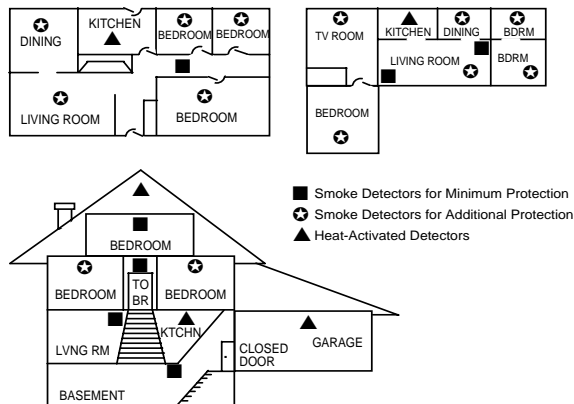 DINING
KITCHEN
BEDROOM
BEDROOM
LIVING ROOM
BEDROOM
TV ROOM
KITCHEN
DINING
BDRM
LIVING ROOM
BDRM
BEDROOM
Smoke Detectors for Minimum Protection
Smoke Detectors for Additional Protection
Heat-Activated Detectors
BEDROOM
BEDROOM
TO
BR
BEDROOM
LVNG RM
KTCHN
CLOSED
DOOR
GARAGE
BASEMENT